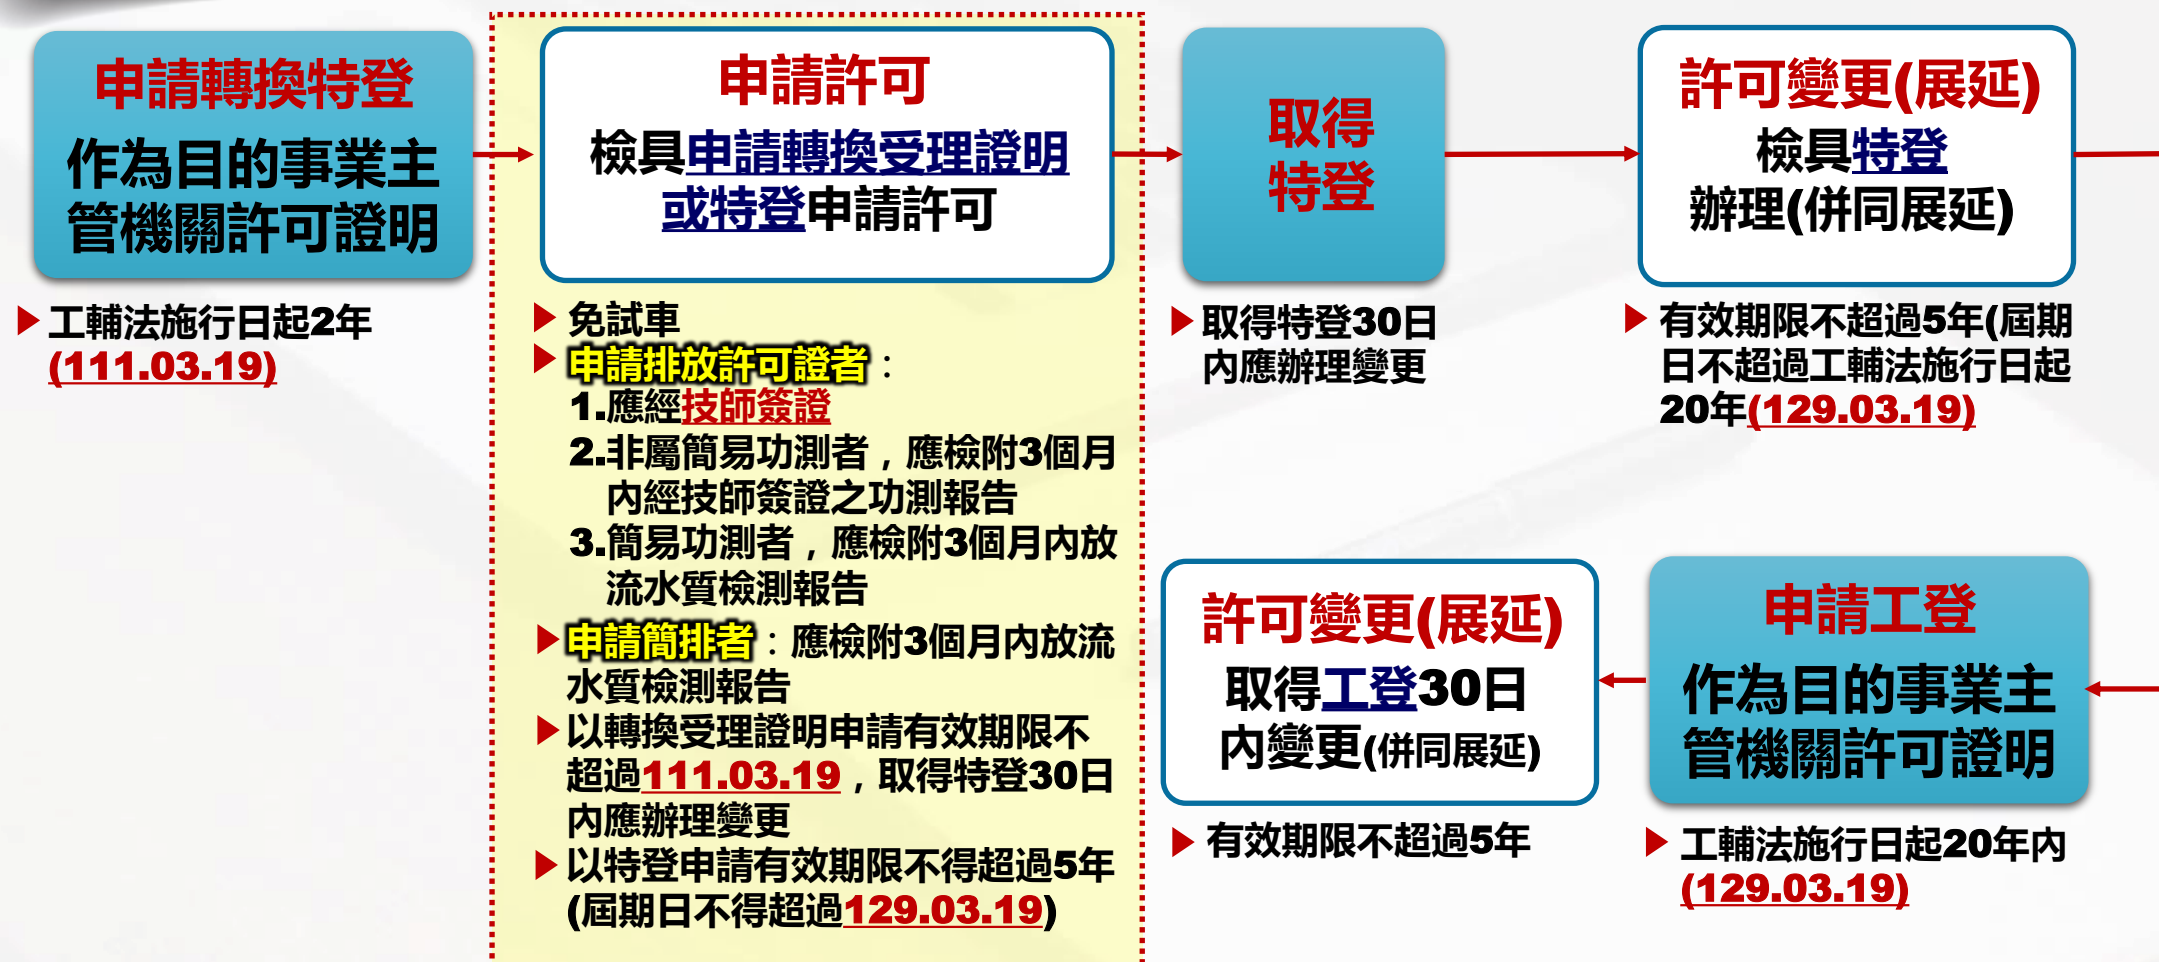 申請轉換特登
作為目的事業主
管機關許可證明
工輔法施行日起2年
(111.03.19)
申請許可
檢具申請轉換受理證明
或特登申請許可
免試車
申請排放許可證者：
1.應經技師簽證
2.非屬簡易功測者，應檢附3個月
內經技師簽證之功測報告
3.簡易功測者，應檢附3個月內放
流水質檢測報告
申請簡排者：應檢附3個月內放流
水質檢測報告
以轉換受理證明申請有效期限不
超過111.03.19，取得特登30日
內應辦理變更
以特登申請有效期限不得超過5年
(屆期日不得超過129.03.19)
取得
特登
取得特登30日
內應辦理變更
許可變更(展延)
檢具特登
辦理(併同展延)
有效期限不超過5年(屆期
日不超過工輔法施行日起
20年(129.03.19)
申請工登
作為目的事業主
管機關許可證明
工輔法施行日起20年內
(129.03.19)
許可變更(展延)
取得工登30日
內變更(併同展延)
有效期限不超過5年